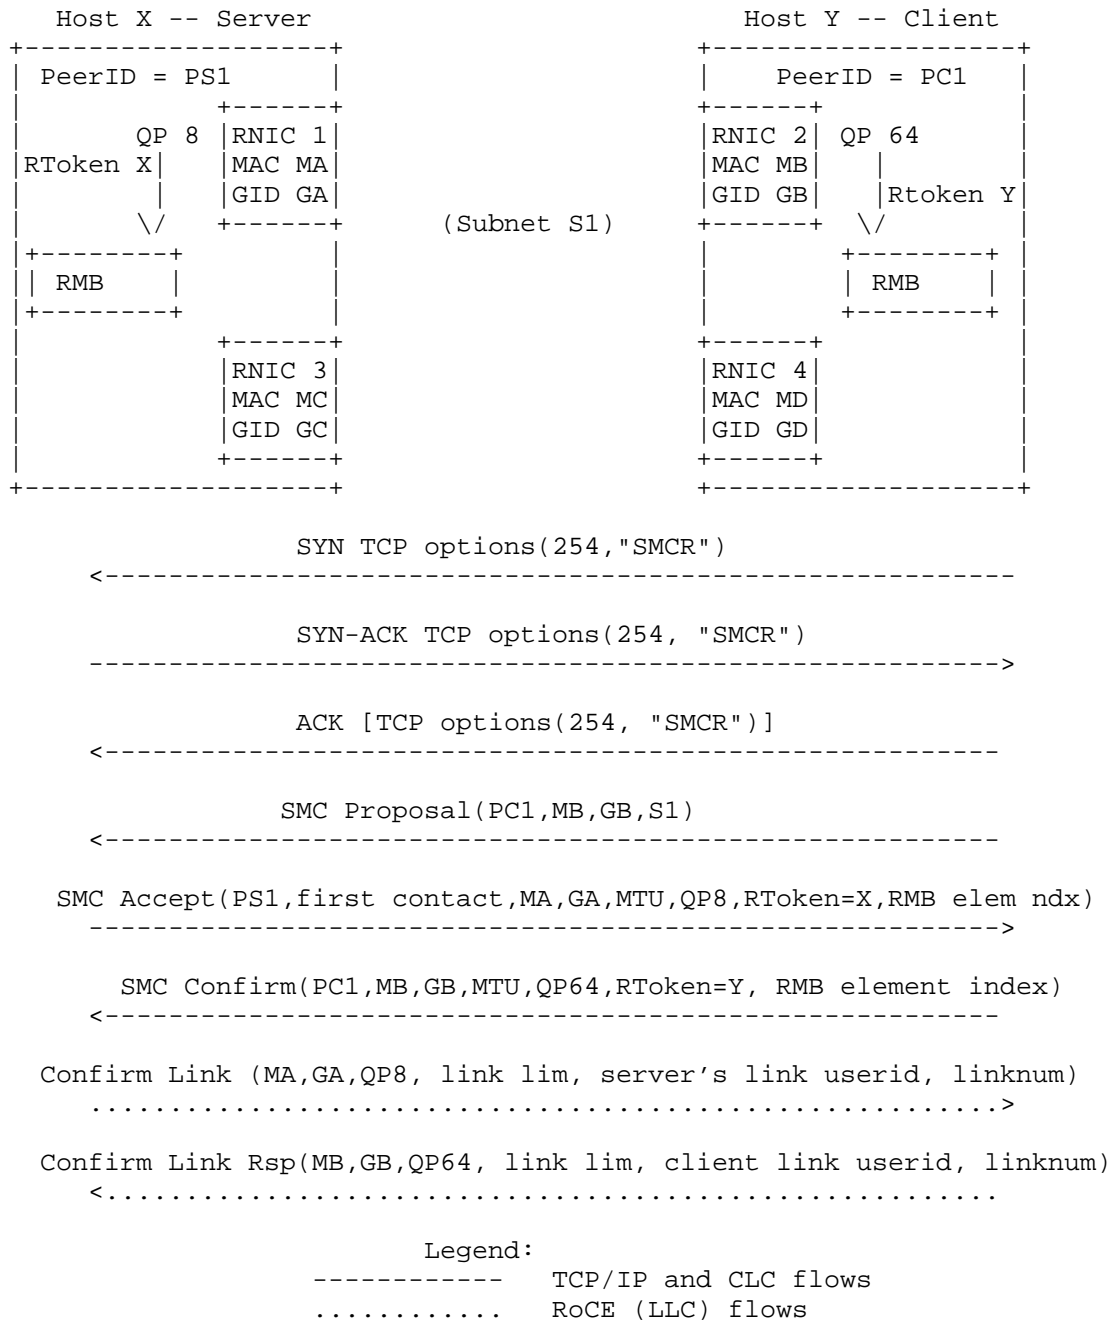 Host X -- Server                           Host Y -- Client
+-------------------+                      +-------------------+
| PeerID = PS1      |                      |    PeerID = PC1   |
|            +------+                      +------+            |
|       QP 8 |RNIC 1|                      |RNIC 2| QP 64      |
|RToken X|   |MAC MA|                      |MAC MB|   |        |
|        |   |GID GA|                      |GID GB|   |Rtoken Y|
|       \/   +------+      (Subnet S1)     +------+  \/        |
|+--------+         |                      |        +--------+ |
|| RMB    |         |                      |        | RMB    | |
|+--------+         |                      |        +--------+ |
|            +------+                      +------+            |
|            |RNIC 3|                      |RNIC 4|            |
|            |MAC MC|                      |MAC MD|            |
|            |GID GC|                      |GID GD|            |
|            +------+                      +------+            |
+-------------------+                      +-------------------+
SYN TCP options(254,"SMCR")
<---------------------------------------------------------
SYN-ACK TCP options(254, "SMCR")
--------------------------------------------------------->
ACK [TCP options(254, "SMCR")]
<--------------------------------------------------------
SMC Proposal(PC1,MB,GB,S1)
<--------------------------------------------------------
SMC Accept(PS1,first contact,MA,GA,MTU,QP8,RToken=X,RMB elem ndx)
--------------------------------------------------------->
SMC Confirm(PC1,MB,GB,MTU,QP64,RToken=Y, RMB element index)
<--------------------------------------------------------
Confirm Link (MA,GA,QP8, link lim, server's link userid, linknum)
.........................................................>
Confirm Link Rsp(MB,GB,QP64, link lim, client link userid, linknum)
<........................................................
Legend:
------------ TCP/IP and CLC flows
............ RoCE (LLC) flows